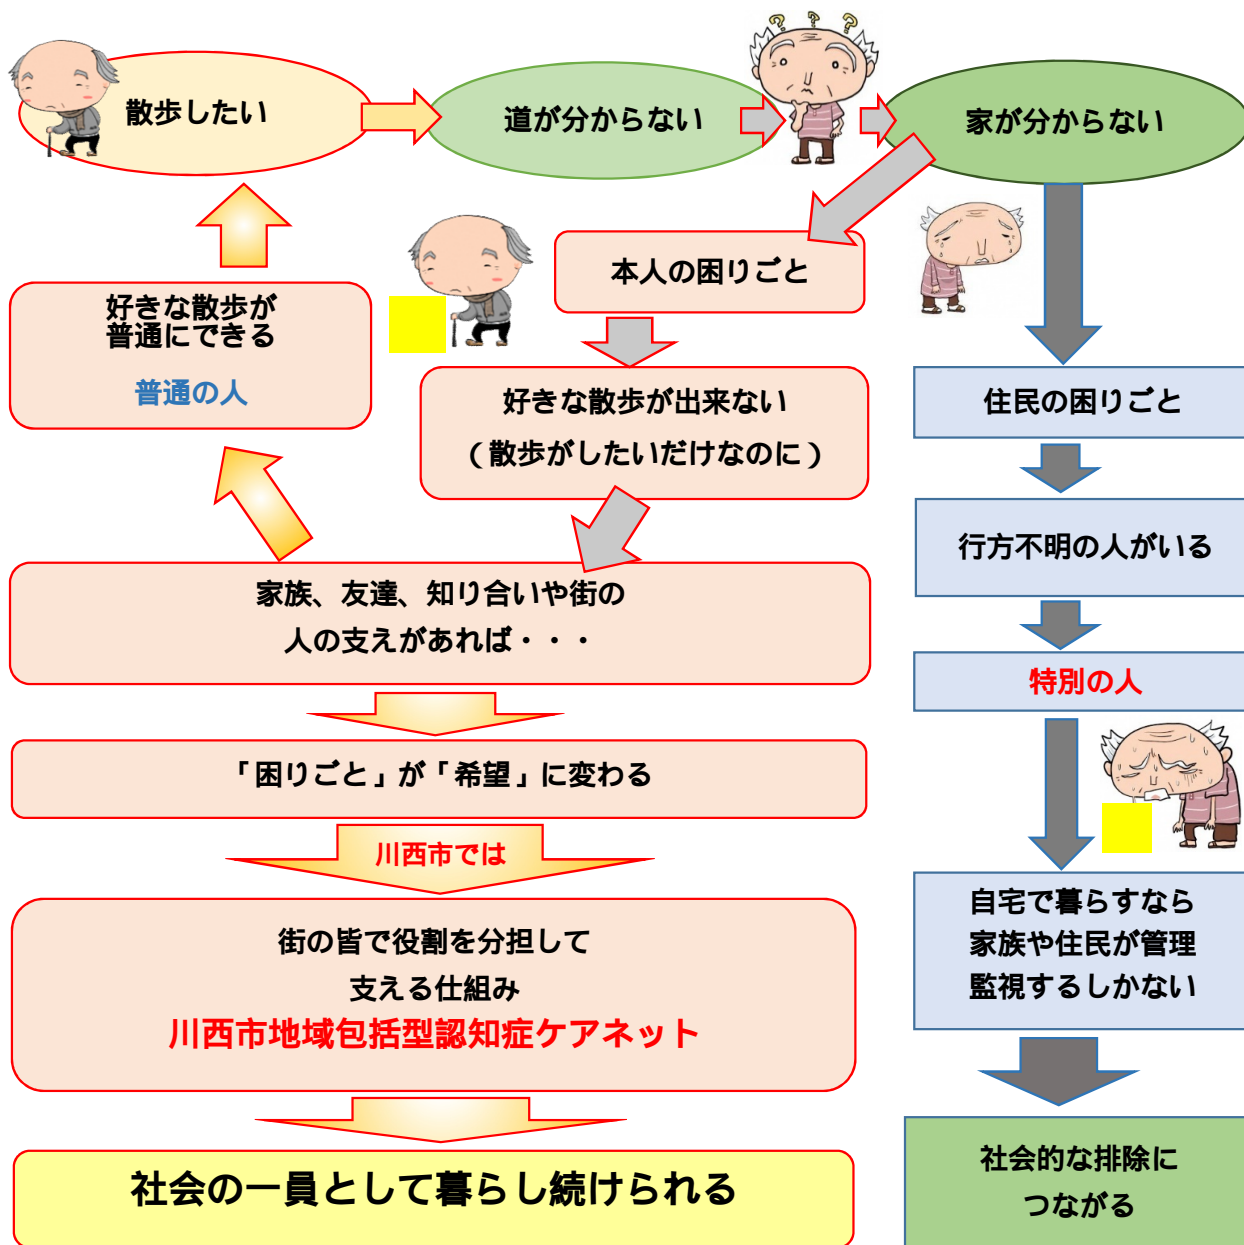 散歩したい
道が分からない
? ? ?
家が分からない
本人の困りごと
好きな散歩が
普通にできる
普通の人
好きな散歩が出来ない
（散歩がしたいだけなのに）
住民の困りごと
行方不明の人がいる
家族、友達、知り合いや街の
人の支えがあれば・・・
特別の人
「困りごと」が「希望」に変わる
川西市では
自宅で暮らすなら
家族や住民が管理
監視するしかない
街の皆で役割を分担して
支える仕組み
川西市地域包括型認知症ケアネット
社会の一員として暮らし続けられる
社会的な排除に
つながる